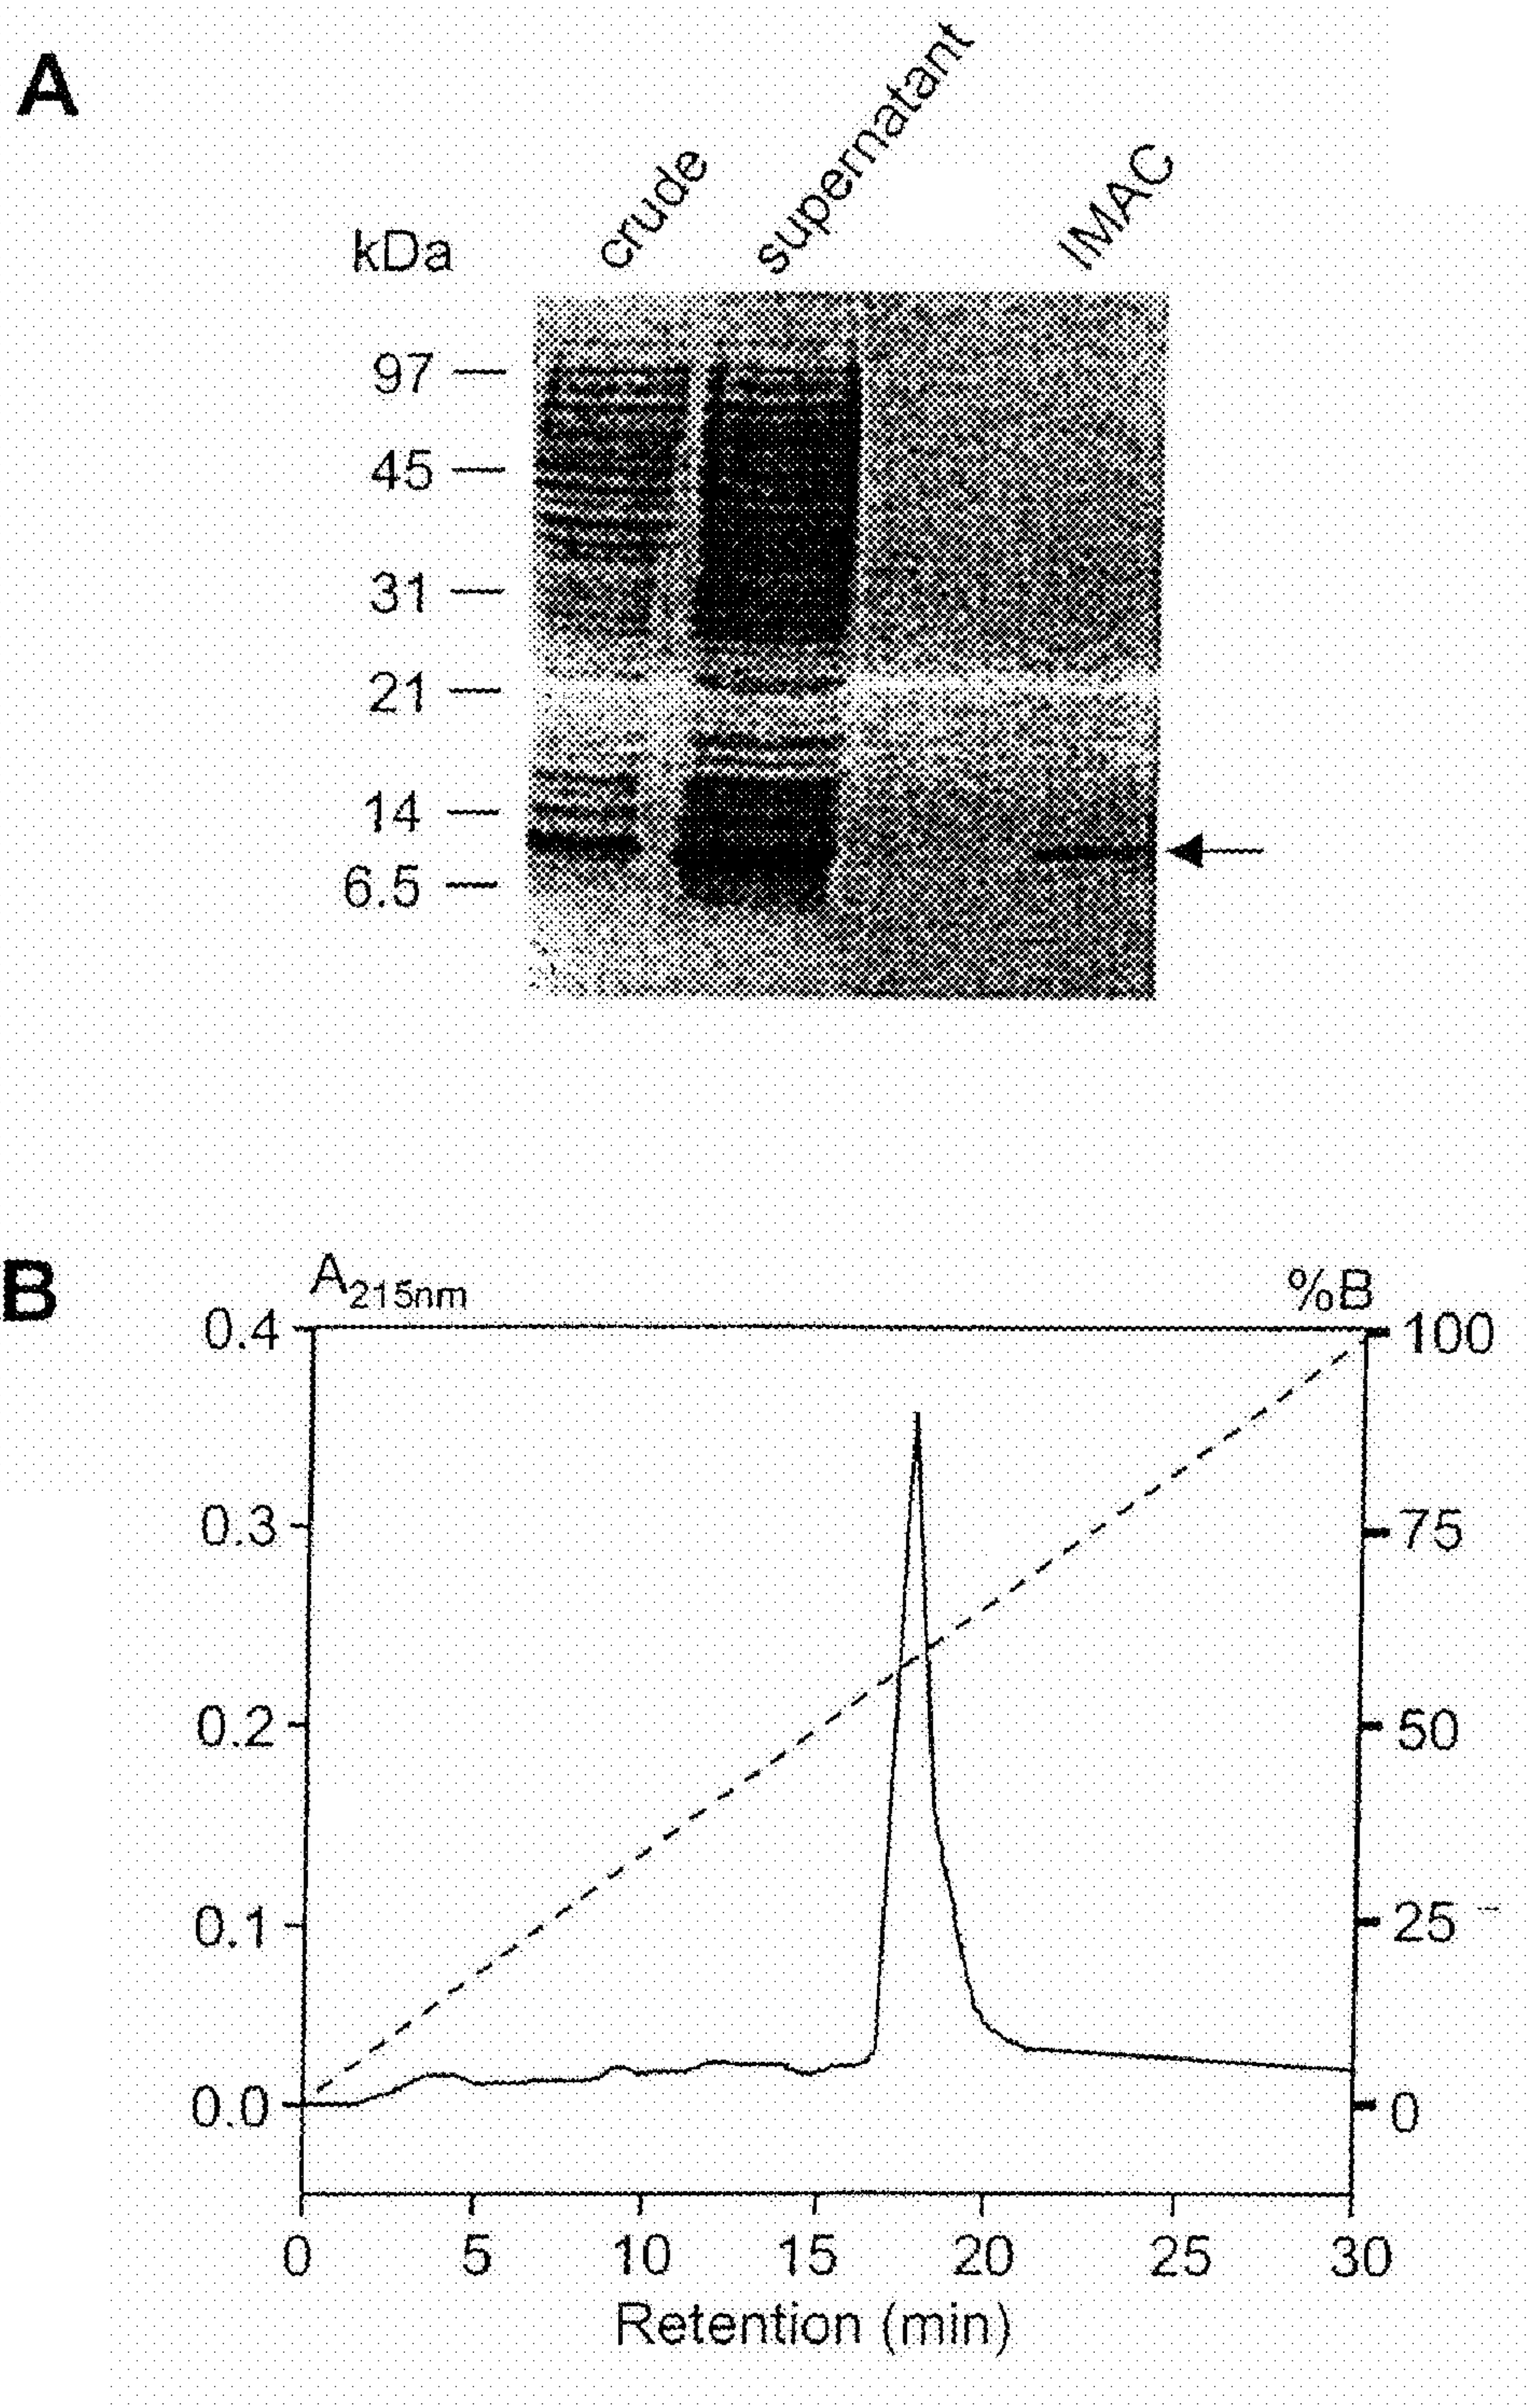 A
crude
supernatant
IMAC
kDa
97
45
31
21
14
6.5
B
A215nm
%B
0.4
100
0.3
75
0.2
50
0.1
25
0.0
0
0 5 10 15 20 25 30
Retention (min)